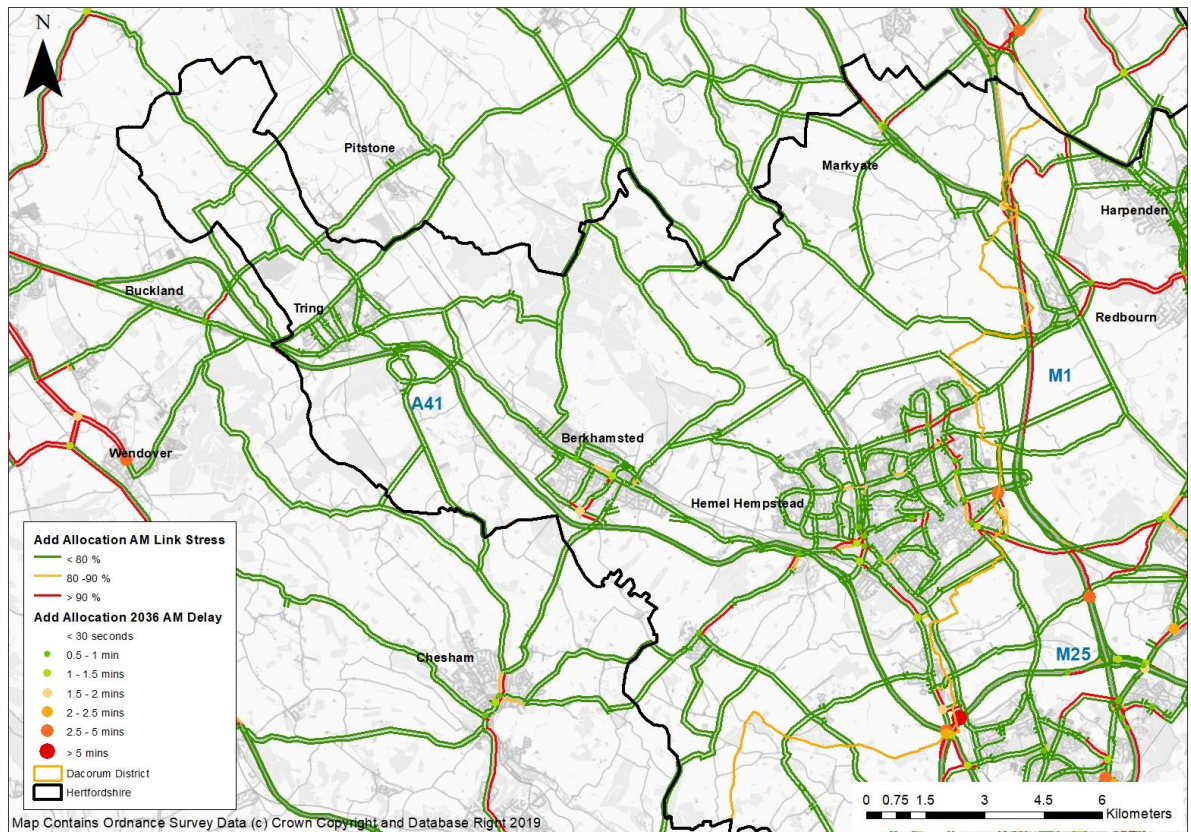 N
Pitstone
Markyate
Harpenden
Buckland
Tring
Redbourn
M1
A41
Berkhamsted
Wendover
Hemel Hempstead
Add Allocation AM Link Stress
< 80 %
80 -90 %
> 90 %
Add Allocation 2036 AM Delay
< 30 seconds
0.5 - 1 min
1 - 1.5 mins
1.5 - 2 mins
2 - 2.5 mins
2.5 - 5 mins
> 5 mins
Dacorum District
Hertfordshire
Chesham
M25
0 0.75 1.5 3 4.5 6
Kilometers
Map Contains Ordnance Survey Data (c) Crown Copyright and Database Right 2019